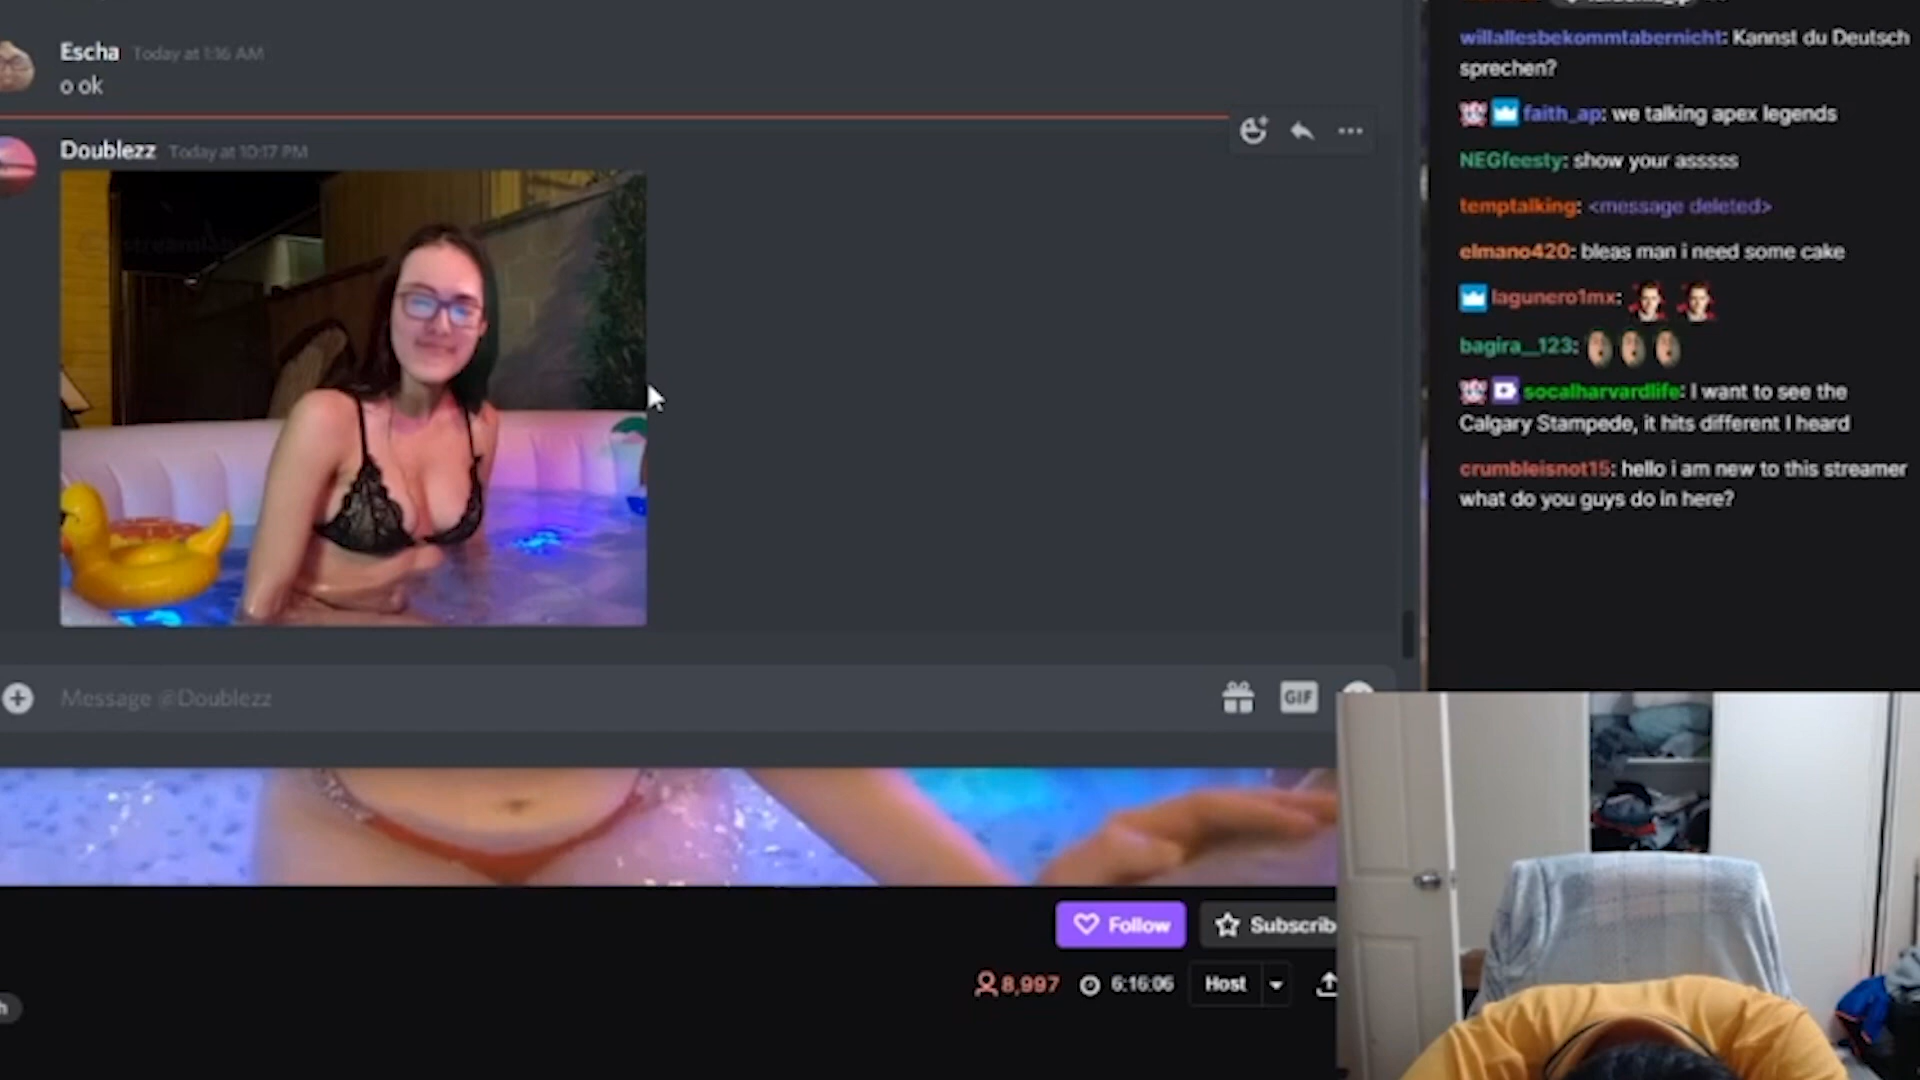 Escha Today at 1:16 AM
o ok
Doublezz Today at 10:17 PM
Message @Doublezz
GIF
Follow
Subscrib
8,997 6:16:06 Host
h
willallesbekommtabernicht: Kannst du Deutsch
sprechen?
faith_ap: we talking apex legends
NEGfeesty: show your asssss
temptalking: <message deleted>
elmano420: bleas man i need some cake
lagunero1mx:
bagira__123:
socalharvardlife: I want to see the
Calgary Stampede, it hits different I heard
crumbleisnot15: hello i am new to this streamer
what do you guys do in here?